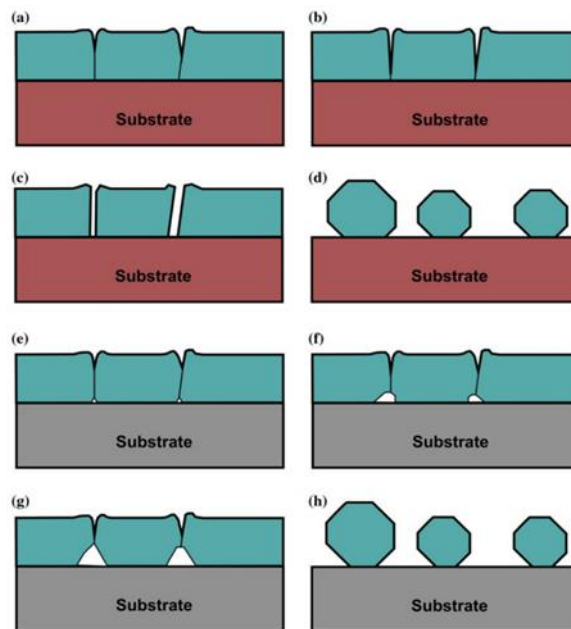 (a)
(b)
Substrate
Substrate
(c)
(d)
Substrate
Substrate
(e)
(f)
Substrate
Substrate
(g)
(h)
Substrate
Substrate